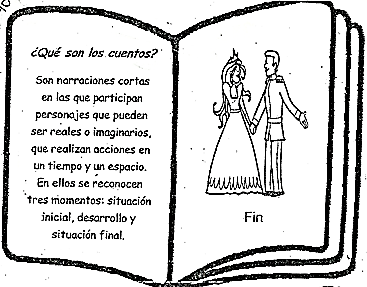 ¿Qué son los cuentos?
Son narraciones cortas
en las que participan
personajes que pueden
ser reales o imaginarios,
que realizan acciones en
un tiempo y un espacio.
En ellos se reconocen
tres momentos: situación
inicial, desarrollo y
situación final.
Fin